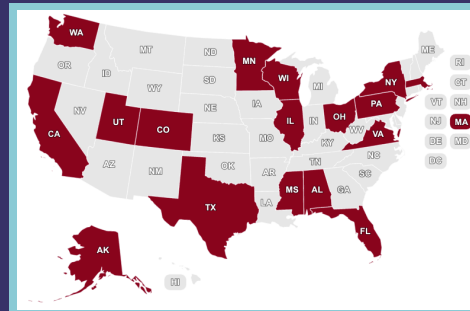 WA
MT
ND
MN
ME
OR
ID
SD
WI
NY
RI
WY
MI
CT
NV
NE
IA
PA
VT
NH
UT
CO
IL
IN
OH
NJ
MA
CA
KS
MO
KY
WV
VA
DE
MD
AZ
NM
OK
AR
TN
NC
DC
TX
LA
MS
AL
GA
SC
AK
HI
FL